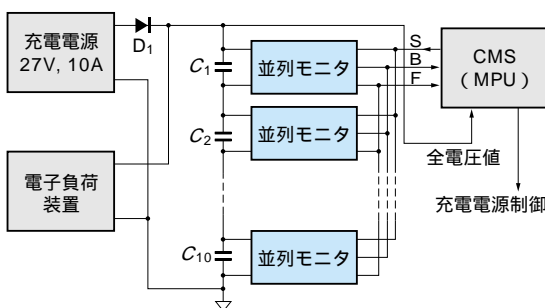 充電電源
27V, 10A
D1
C1
並列モニタ
S
B
F
CMS
(MPU)
C2
並列モニタ
全電圧値
電子負荷
装置
充電電源制御
C10
並列モニタ